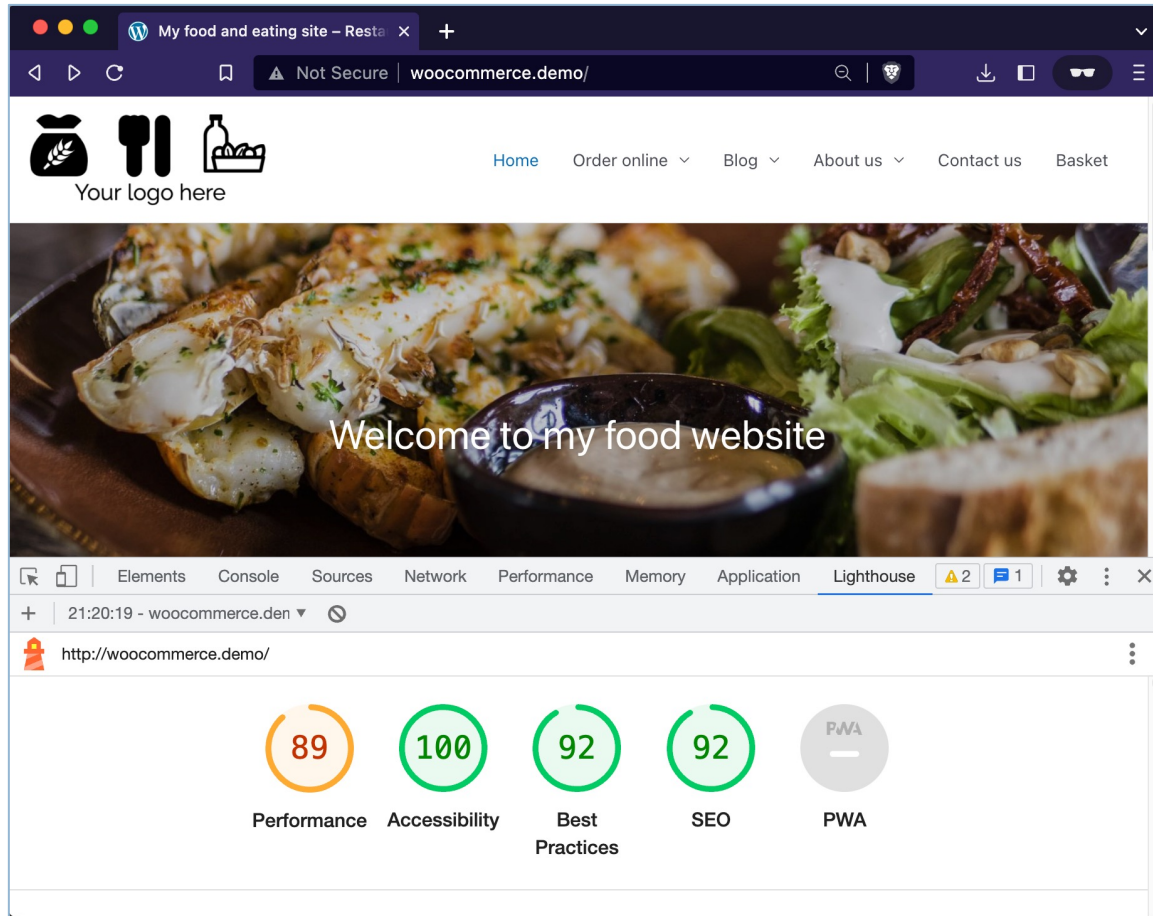 My food and eating site – Resta
Not Secure woocommerce.demo/
Your logo here
Home Order online Blog About us Contact us Basket
Welcome to my food website
Elements Console Sources Network Performance Memory Application Lighthouse 2 1
21:20:19 - woocommerce.den
http://woocommerce.demo/
89 100 92 92 PWA
Performance Accessibility Best Practices SEO PWA